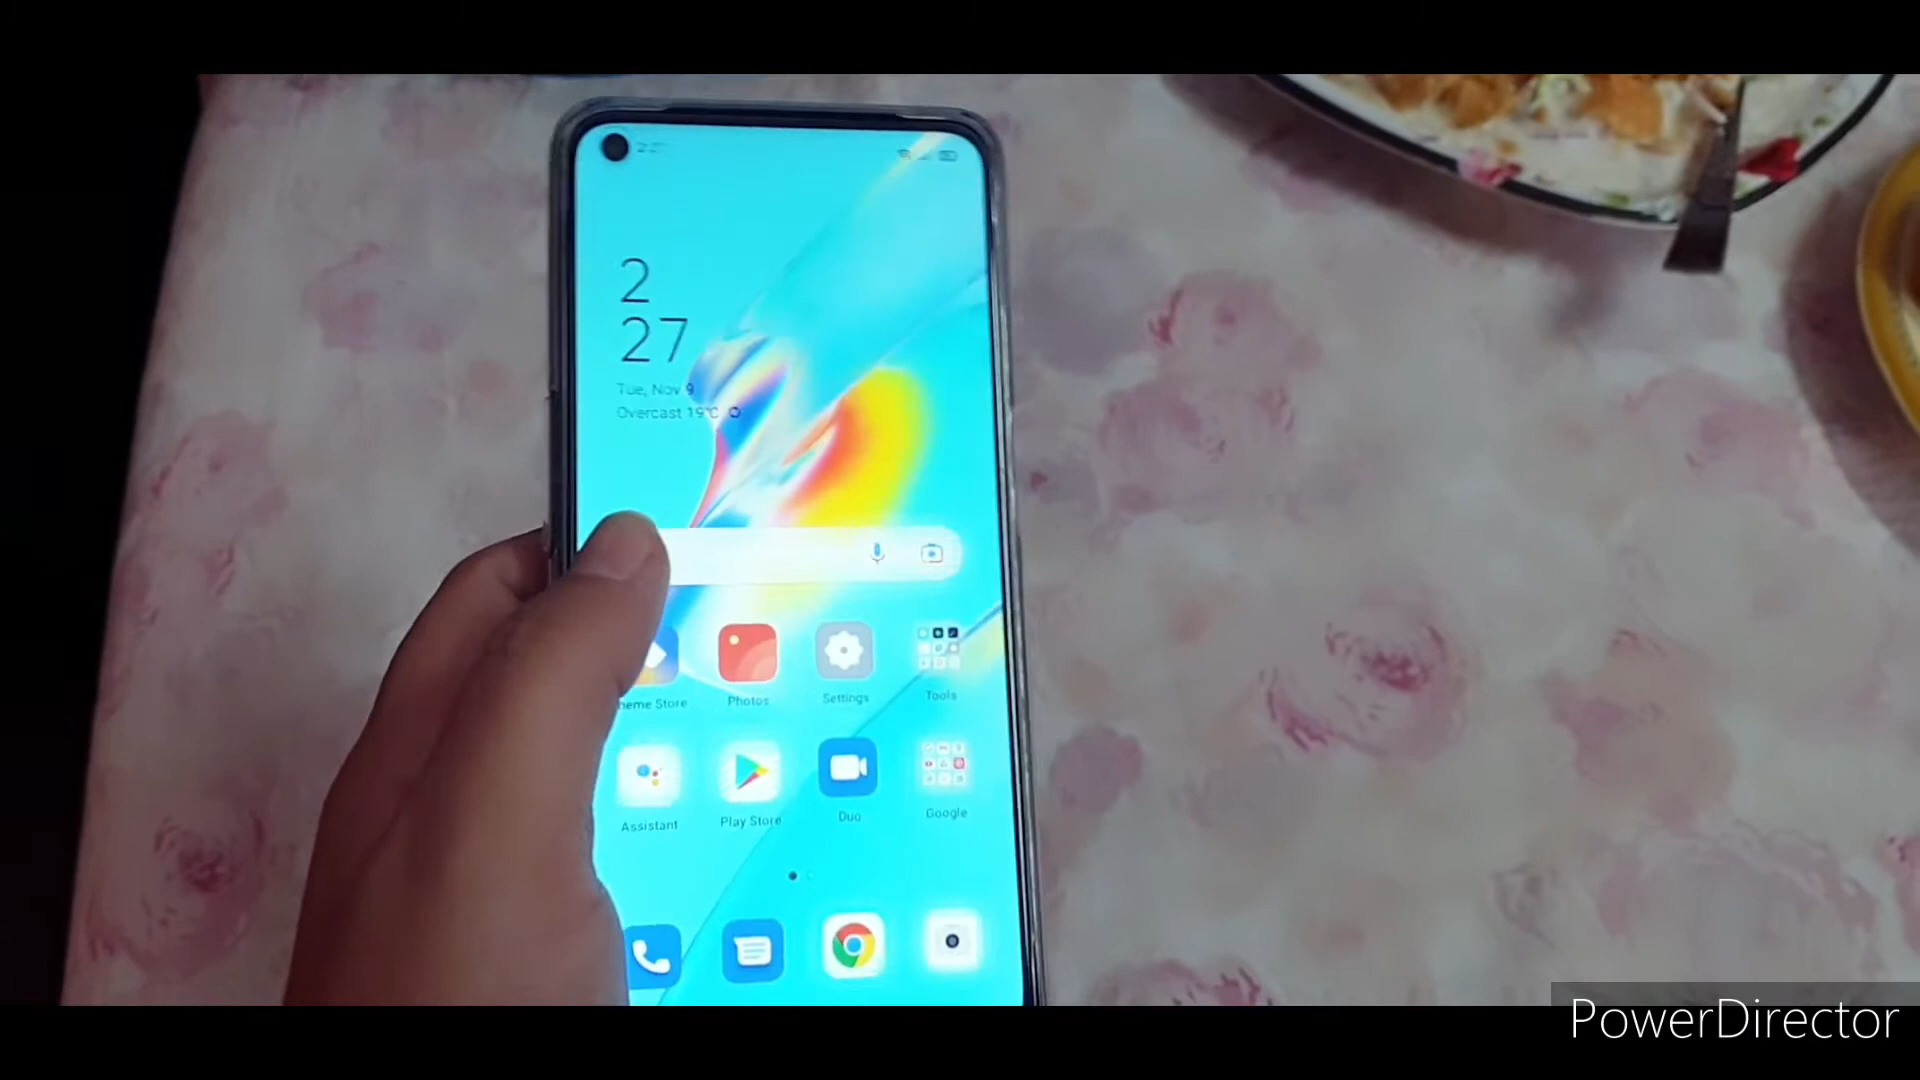 2
27
Tue, Nov 9
Overcast 19°C
heme Store
Photos
Settings
Tools
Assistant
Play Store
Duo
Google
PowerDirector